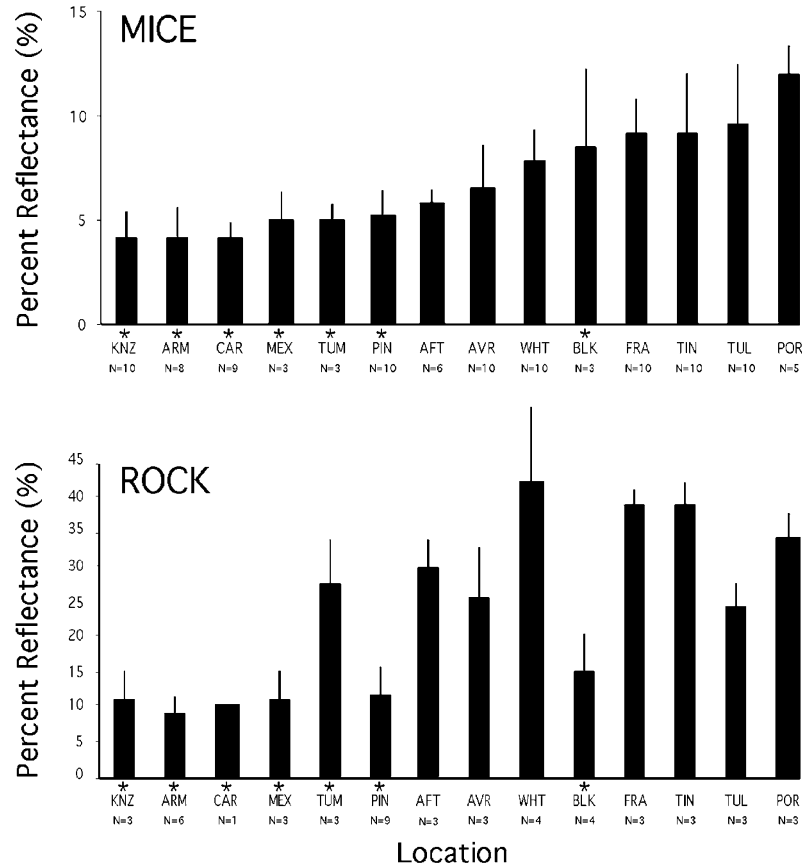 MICE
Percent Reflectance (%)
15
10
5
0
* * * * * * *
KNZ ARM CAR MEX TUM PIN AFT AVR WHT BLK FRA TIN TUL POR
N=10 N=8 N=9 N=3 N=3 N=10 N=6 N=10 N=10 N=3 N=10 N=10 N=10 N=5
ROCK
Percent Reflectance (%)
45
40
35
30
25
20
15
10
5
0
* * * * * * *
KNZ ARM CAR MEX TUM PIN AFT AVR WHT BLK FRA TIN TUL POR
N=3 N=6 N=1 N=3 N=3 N=9 N=3 N=3 N=4 N=4 N=3 N=3 N=3 N=3
Location